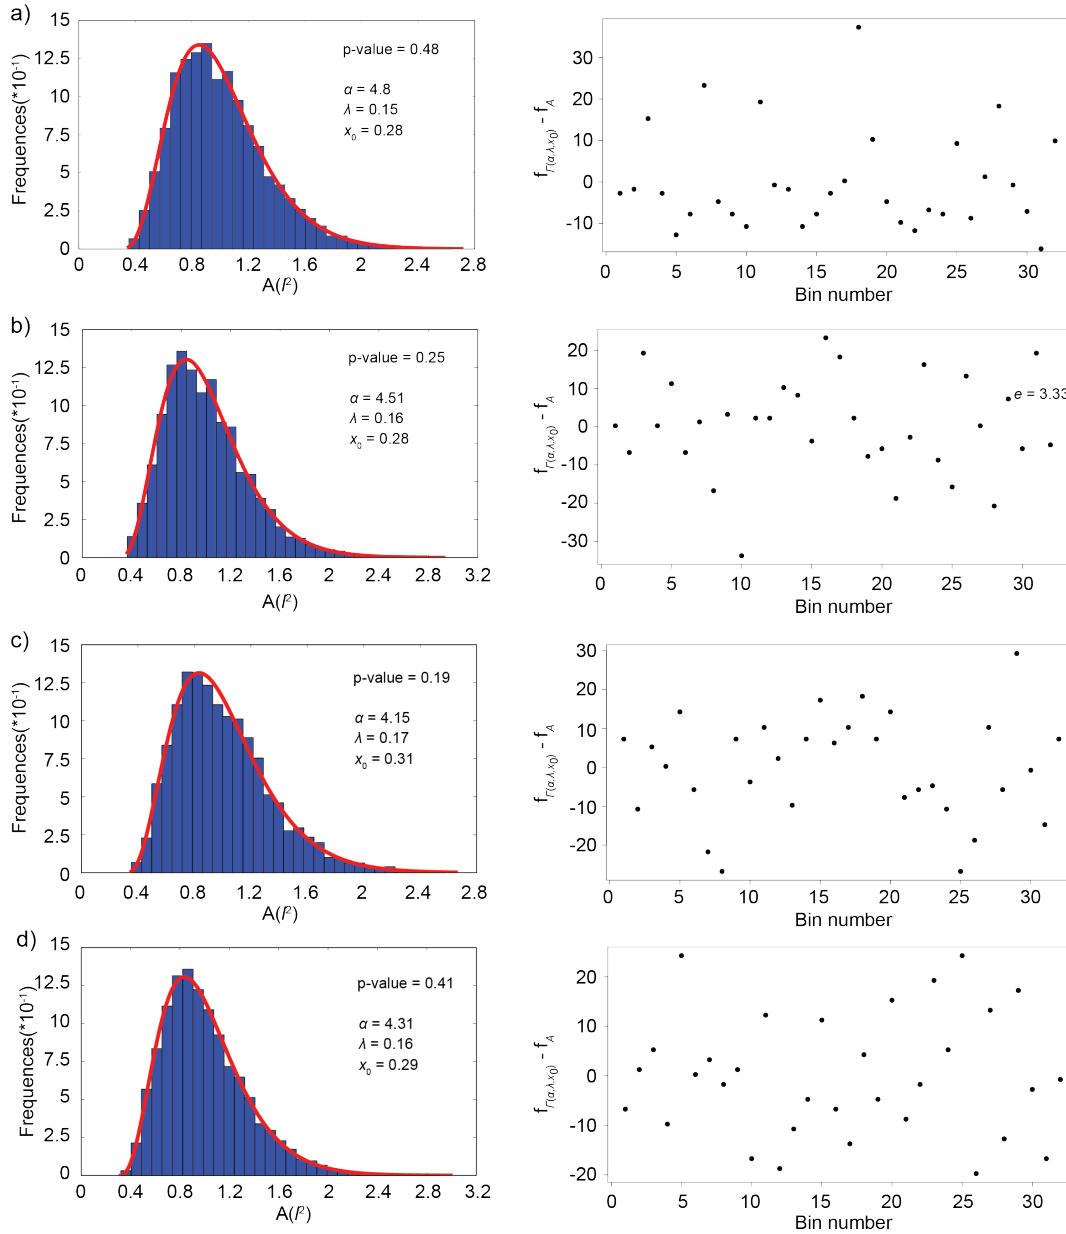 a)
15
12.5
10
7.5
5
2.5
0
Frequences(*10⁻¹)
p-value = 0.48
α = 4.8
λ = 0.15
x₀ = 0.28
0 0.4 0.8 1.2 1.6 2.0 2.4 2.8
A(l²)
30
20
10
0
-10
f_Γ(α,λ,x₀) - f_A
5 10 15 20 25 30
Bin number
b)
15
12.5
10
7.5
5
2.5
0
Frequences(*10⁻¹)
p-value = 0.25
α = 4.51
λ = 0.16
x₀ = 0.28
0 0.4 0.8 1.2 1.6 2 2.4 2.8 3.2
A(l²)
20
10
0
-10
-20
-30
f_Γ(α,λ,x₀) - f_A
e = 3.33
0 5 10 15 20 25 30
Bin number
c)
15
12.5
10
7.5
5
2.5
0
Frequences(*10⁻¹)
p-value = 0.19
α = 4.15
λ = 0.17
x₀ = 0.31
0 0.4 0.8 1.2 1.6 2 2.4 2.8
A(l²)
30
20
10
0
-10
-20
f_Γ(α,λ,x₀) - f_A
0 5 10 15 20 25 30
Bin number
d)
15
12.5
10
7.5
5
2.5
0
Frequences(*10⁻¹)
p-value = 0.41
α = 4.31
λ = 0.16
x₀ = 0.29
0 0.4 0.8 1.2 1.6 2 2.4 2.8 3.2
A(l²)
20
10
0
-10
-20
f_Γ(α,λ,x₀) - f_A
0 5 10 15 20 25 30
Bin number